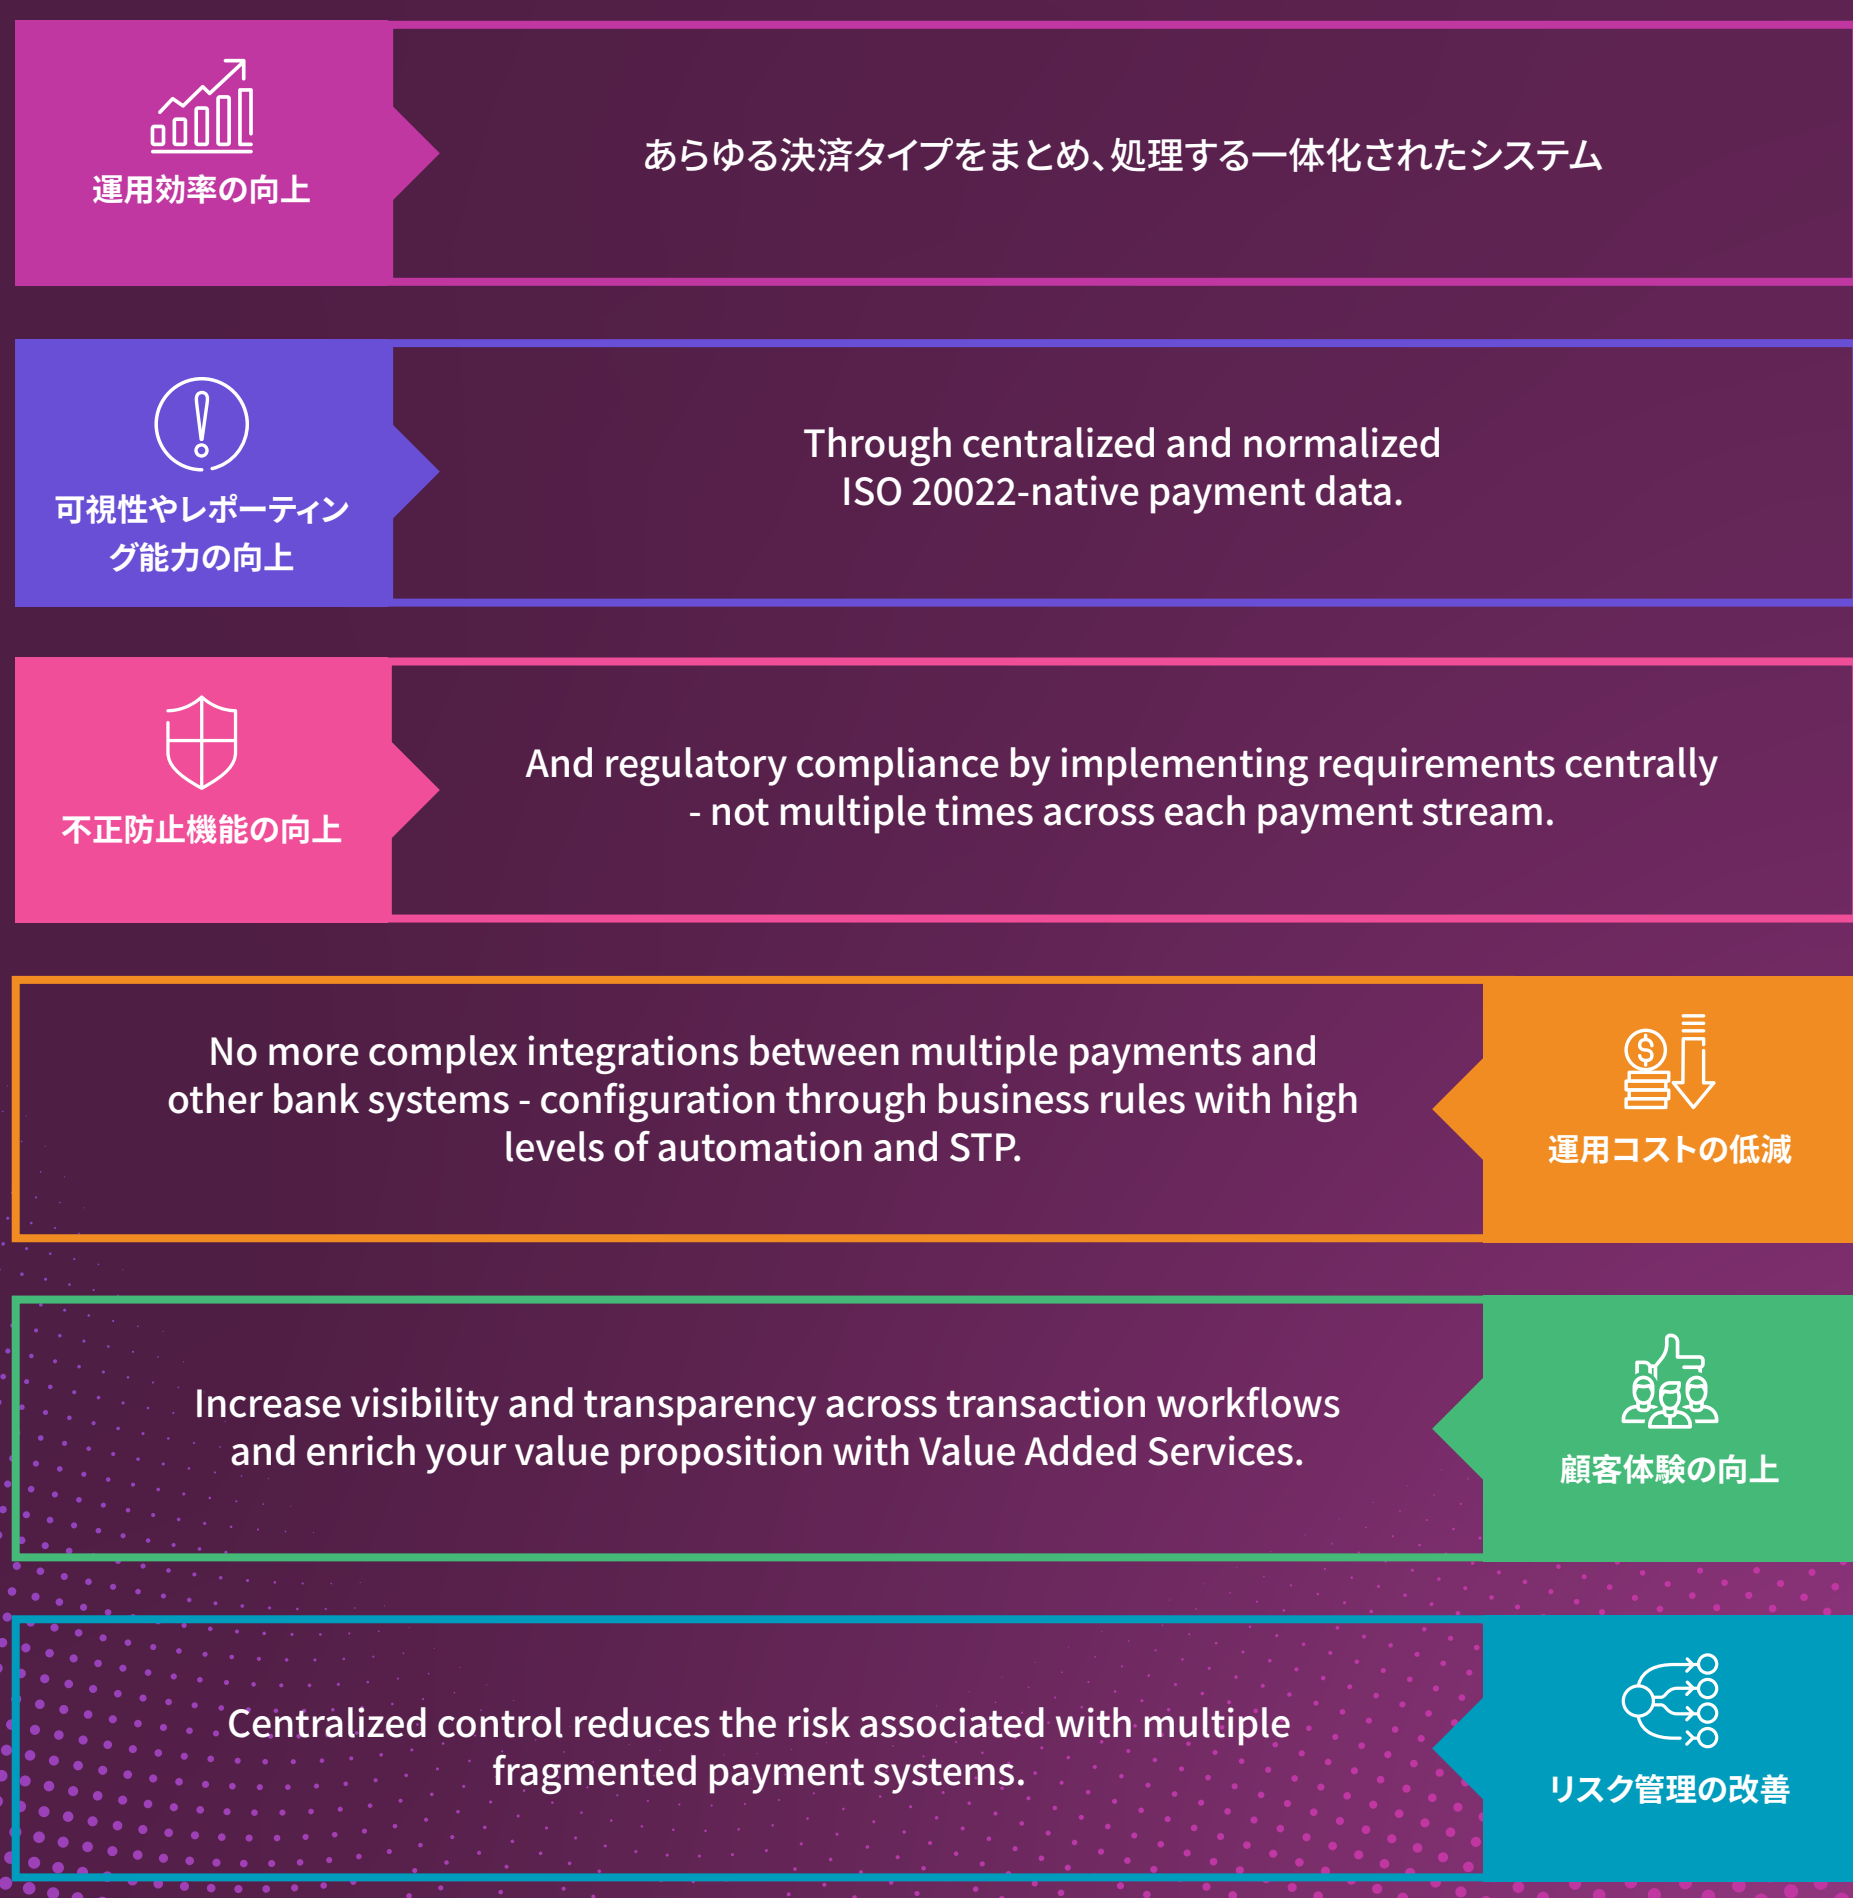 運用効率の向上
あらゆる決済タイプをまとめ、処理する一体化されたシステム
可視性やレポーティン
グ能力の向上
Through centralized and normalized
ISO 20022-native payment data.
不正防止機能の向上
And regulatory compliance by implementing requirements centrally
- not multiple times across each payment stream.
No more complex integrations between multiple payments and
other bank systems - configuration through business rules with high
levels of automation and STP.
運用コストの低減
Increase visibility and transparency across transaction workflows
and enrich your value proposition with Value Added Services.
顧客体験の向上
Centralized control reduces the risk associated with multiple
fragmented payment systems.
リスク管理の改善